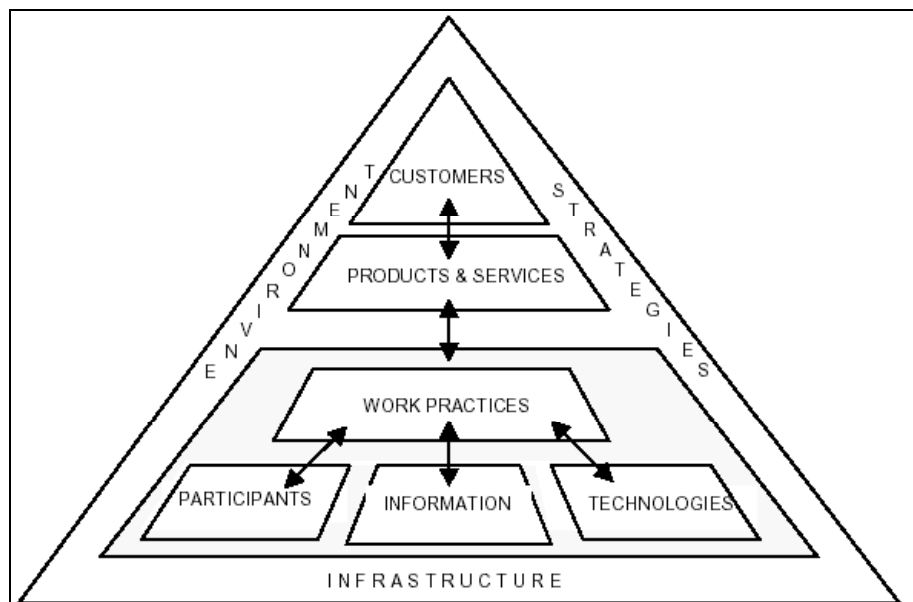 CUSTOMERS
ENVIRONMENT
STRATEGIES
PRODUCTS & SERVICES
WORK PRACTICES
PARTICIPANTS
INFORMATION
TECHNOLOGIES
INFRASTRUCTURE